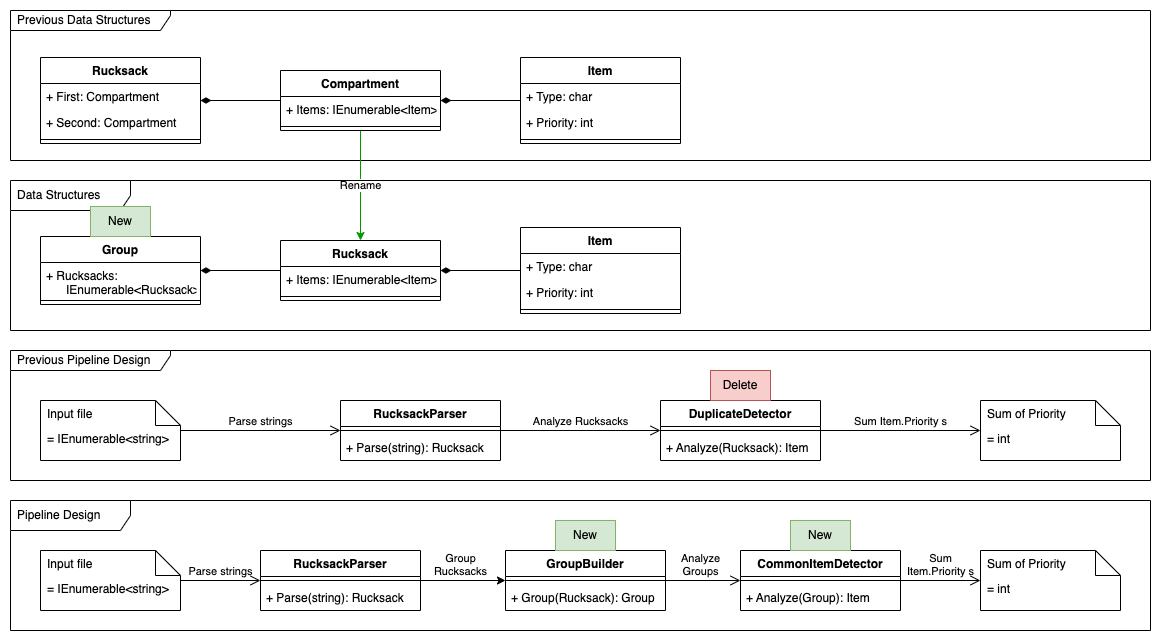 Previous Data Structures
Rucksack
+ First: Compartment
+ Second: Compartment
Compartment
+ Items: IEnumerable<Item>
Item
+ Type: char
+ Priority: int
Rename
Data Structures
New
Group
+ Rucksacks:
IEnumerable<Rucksack>
Rucksack
+ Items: IEnumerable<Item>
Item
+ Type: char
+ Priority: int
Previous Pipeline Design
Input file
= IEnumerable<string>
Parse strings
RucksackParser
+ Parse(string): Rucksack
Analyze Rucksacks
Delete
DuplicateDetector
+ Analyze(Rucksack): Item
Sum Item.Priority s
Sum of Priority
= int
Pipeline Design
Input file
= IEnumerable<string>
Parse strings
RucksackParser
+ Parse(string): Rucksack
Group
Rucksacks
New
GroupBuilder
+ Group(Rucksack): Group
Analyze
Groups
New
CommonItemDetector
+ Analyze(Group): Item
Sum
Item.Priority s
Sum of Priority
= int